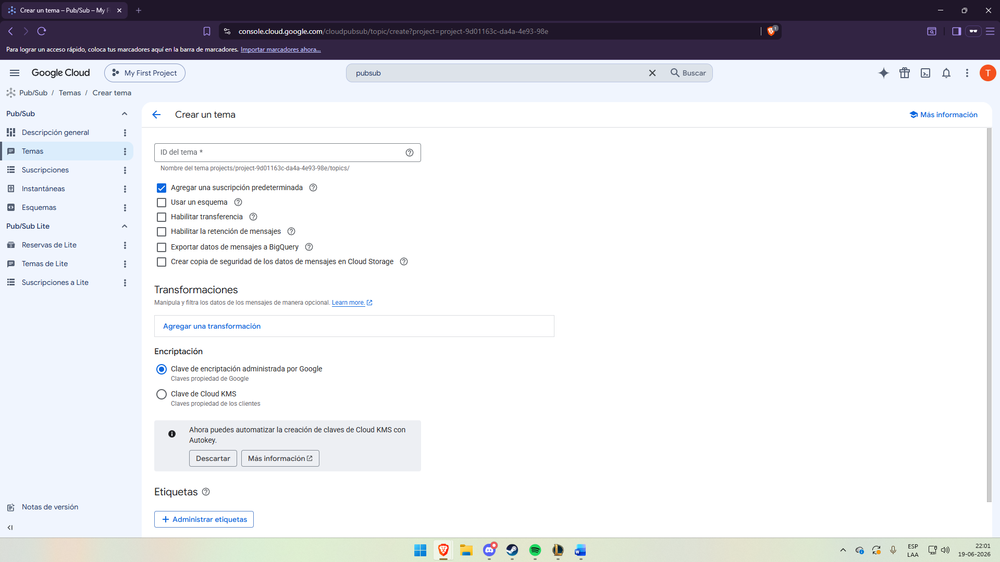 Crear un tema – Pub/Sub – My F
Para lograr un acceso rápido, coloca tus marcadores aquí en la barra de marcadores. Importar marcadores ahora...
console.cloud.google.com/cloudpubsub/topic/create?project=project-9d01163c-da4a-4e93-98e
1
Google Cloud
My First Project
pubsub
Buscar
T
Pub/Sub / Temas / Crear tema
Pub/Sub
Descripción general
Temas
Suscripciones
Instantáneas
Esquemas
Pub/Sub Lite
Reservas de Lite
Temas de Lite
Suscripciones a Lite
Notas de versión
Crear un tema
Más información
ID del tema *
Nombre del tema projects/project-9d01163c-da4a-4e93-98e/topics/
Agregar una suscripción predeterminada
Usar un esquema
Habilitar transferencia
Habilitar la retención de mensajes
Exportar datos de mensajes a BigQuery
Crear copia de seguridad de los datos de mensajes en Cloud Storage
Transformaciones
Manipula y filtra los datos de los mensajes de manera opcional. Learn more.
Agregar una transformación
Encriptación
Clave de encriptación administrada por Google
Claves propiedad de Google
Clave de Cloud KMS
Claves propiedad de los clientes
Ahora puedes automatizar la creación de claves de Cloud KMS con
Autokey.
Descartar
Más información
Etiquetas
Administrar etiquetas
ESP
LAA
22:01
19-06-2026